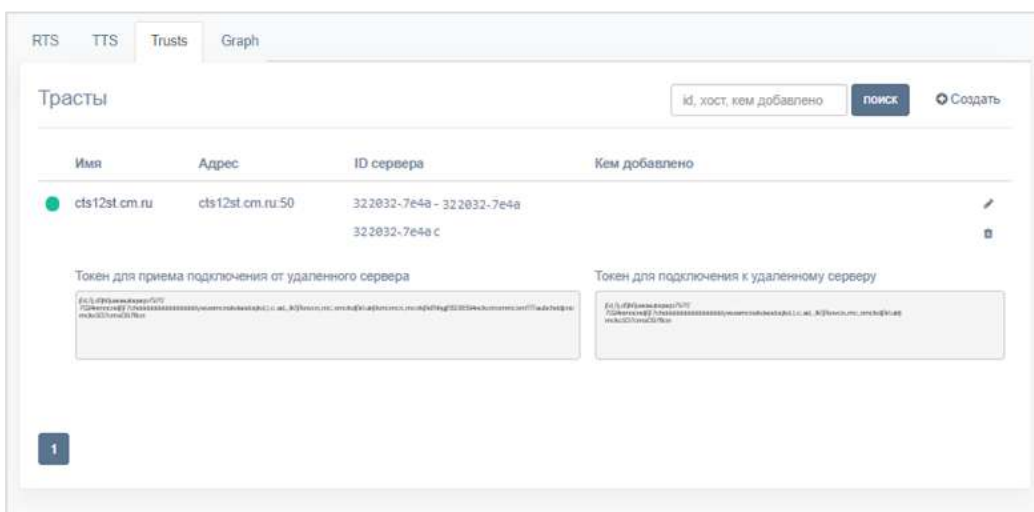 RTS TTS Trusts Graph
Трасты id, хост, кем добавлено поиск Создать
Имя Адрес ID сервера Кем добавлено
cts12st.cm.ru cts12st.cm.ru:50 322032-7e4a - 322032-7e4a
322032-7e4a c
Токен для приема подключения от удаленного сервера Токен для подключения к удаленному серверу
1